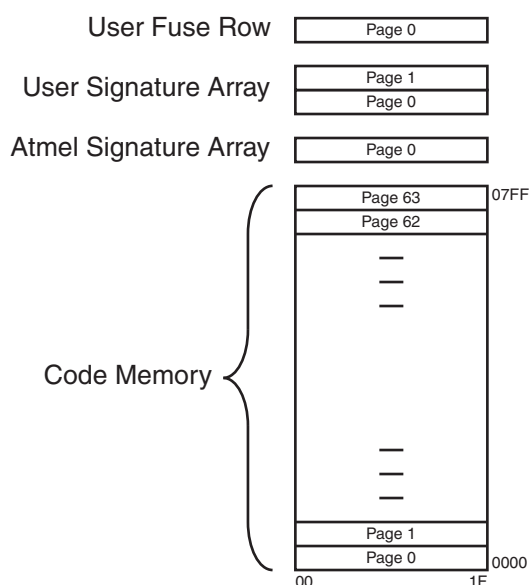 User Fuse Row Page 0
User Signature Array Page 1
Page 0
Atmel Signature Array Page 0
Page 63 07FF
Page 62
Code Memory
Page 1
Page 0 0000
00 1F